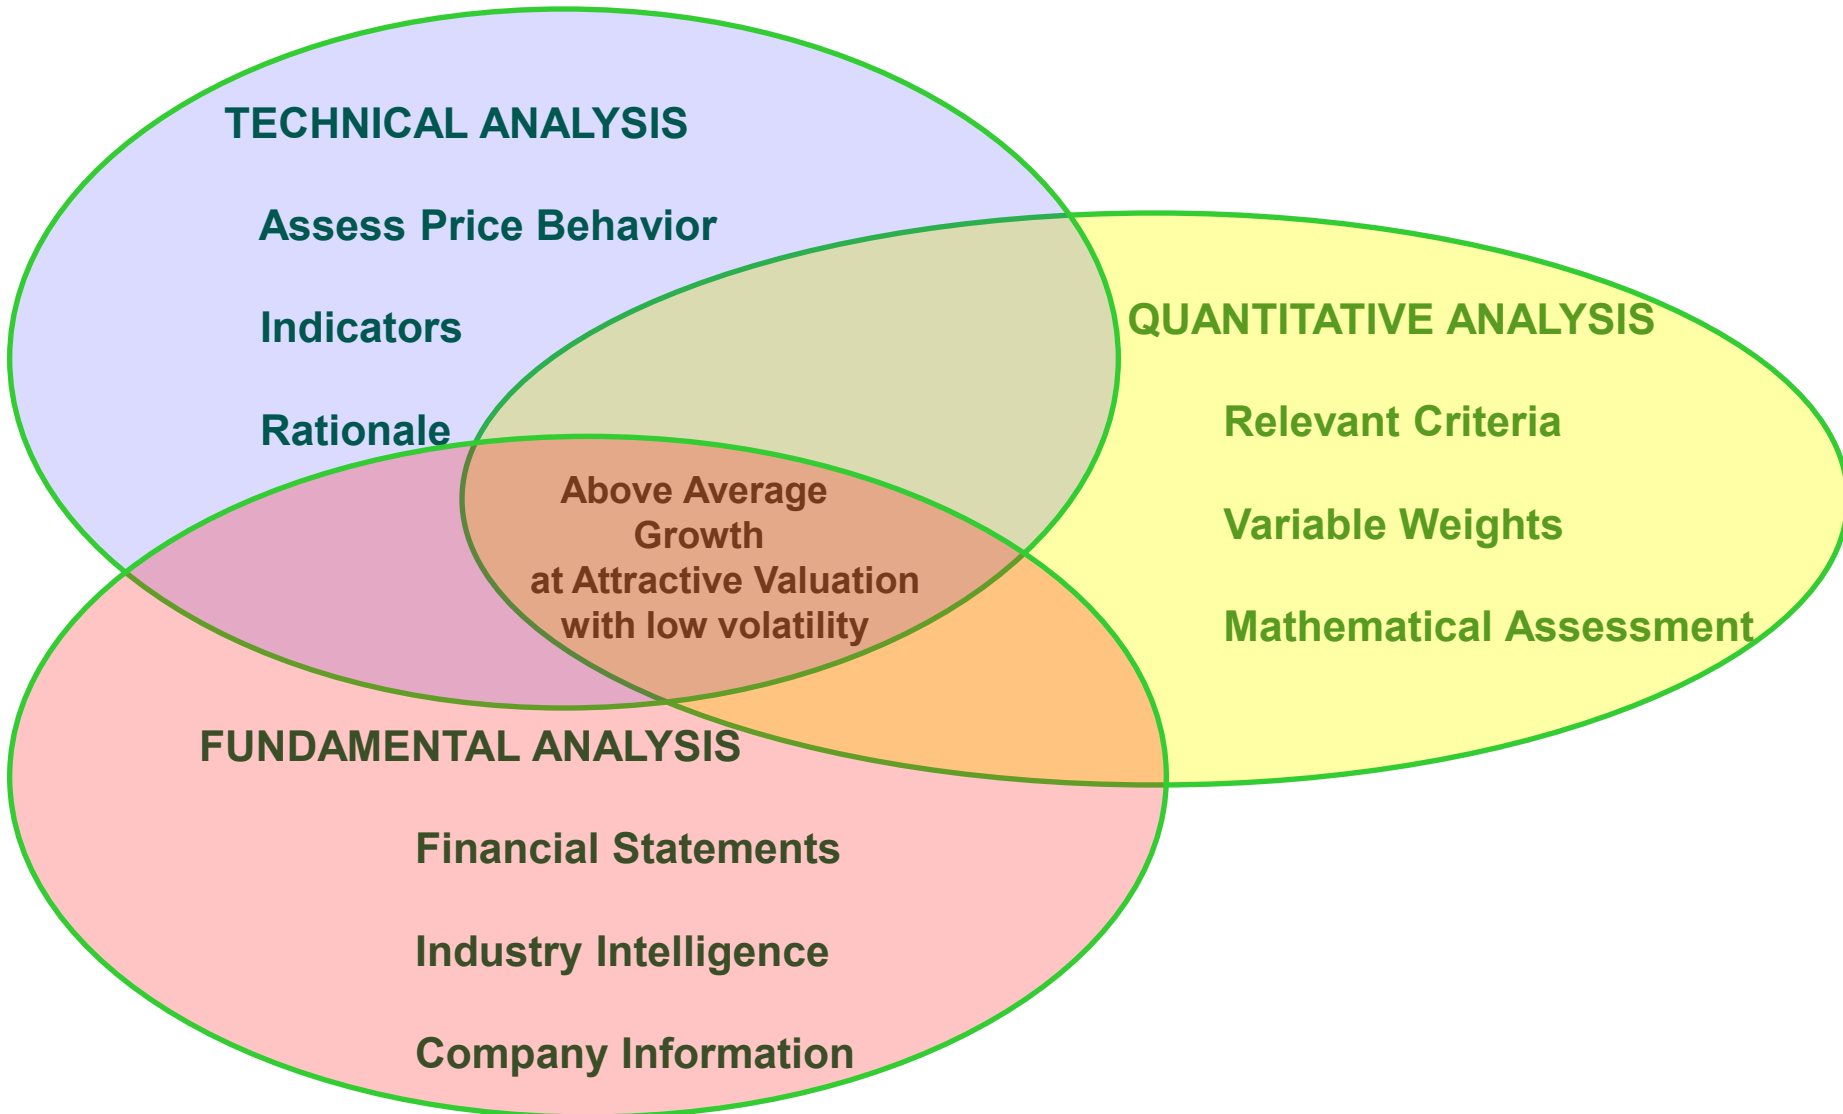 TECHNICAL ANALYSIS
Assess Price Behavior
Indicators
Rationale
QUANTITATIVE ANALYSIS
Relevant Criteria
Variable Weights
Mathematical Assessment
Above Average
Growth
at Attractive Valuation
with low volatility
FUNDAMENTAL ANALYSIS
Financial Statements
Industry Intelligence
Company Information